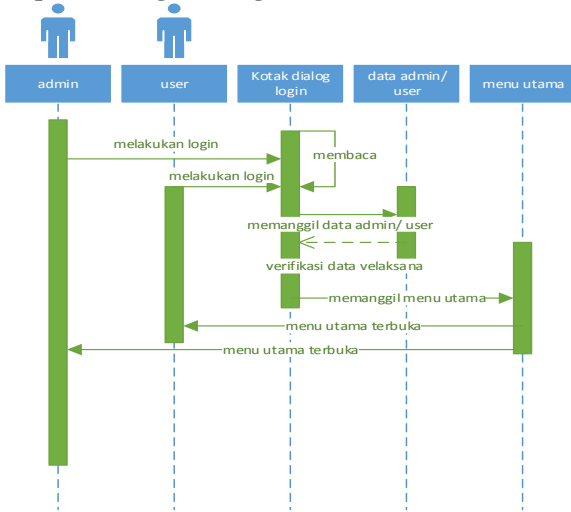 admin
user
Kotak dialog
login
data admin/
user
menu utama
melakukan login
membaca
melakukan login
memanggil data admin/ user
verifikasi data velaksana
memanggil menu utama
menu utama terbuka
menu utama terbuka